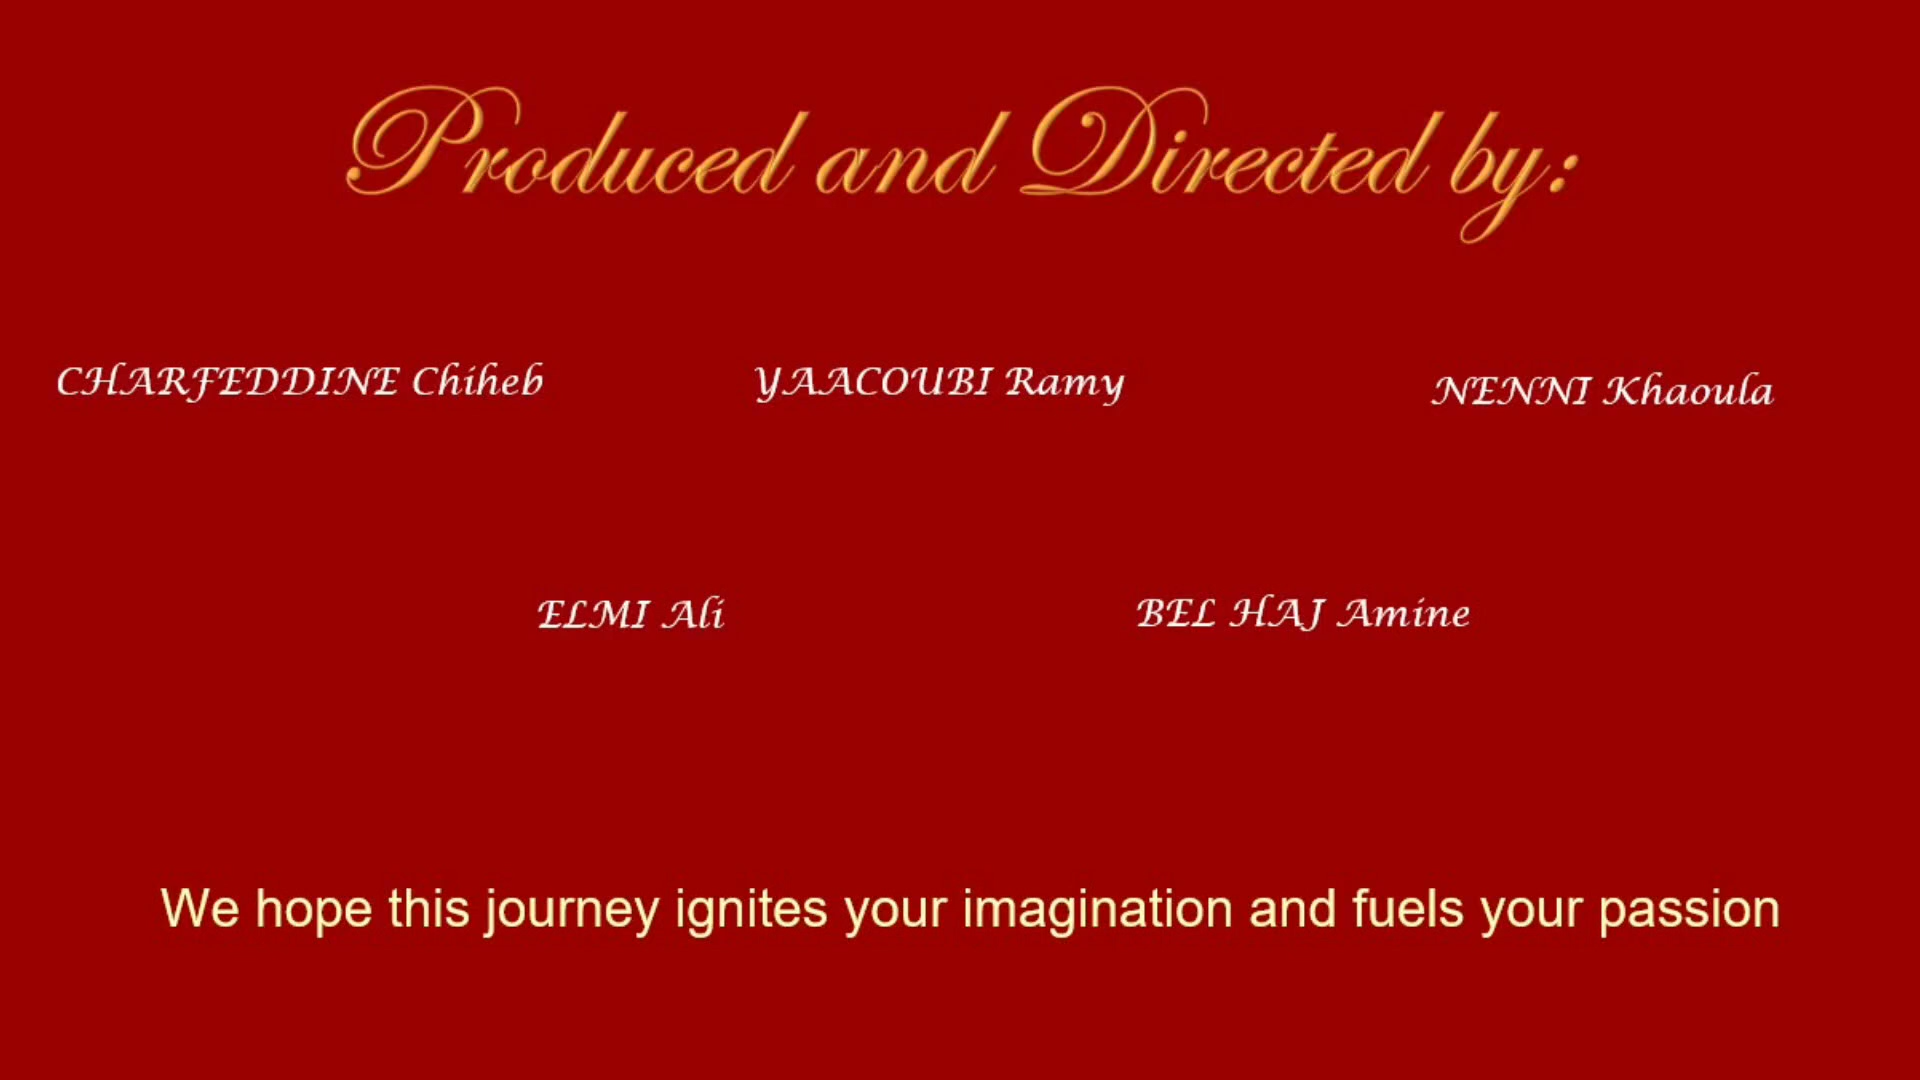 Produced and Directed by:
CHARFEDDINE Chiheb YAACOUBI Ramy NENNI Khaoula
ELMI Ali BEL HAJ Amine
We hope this journey ignites your imagination and fuels your passion